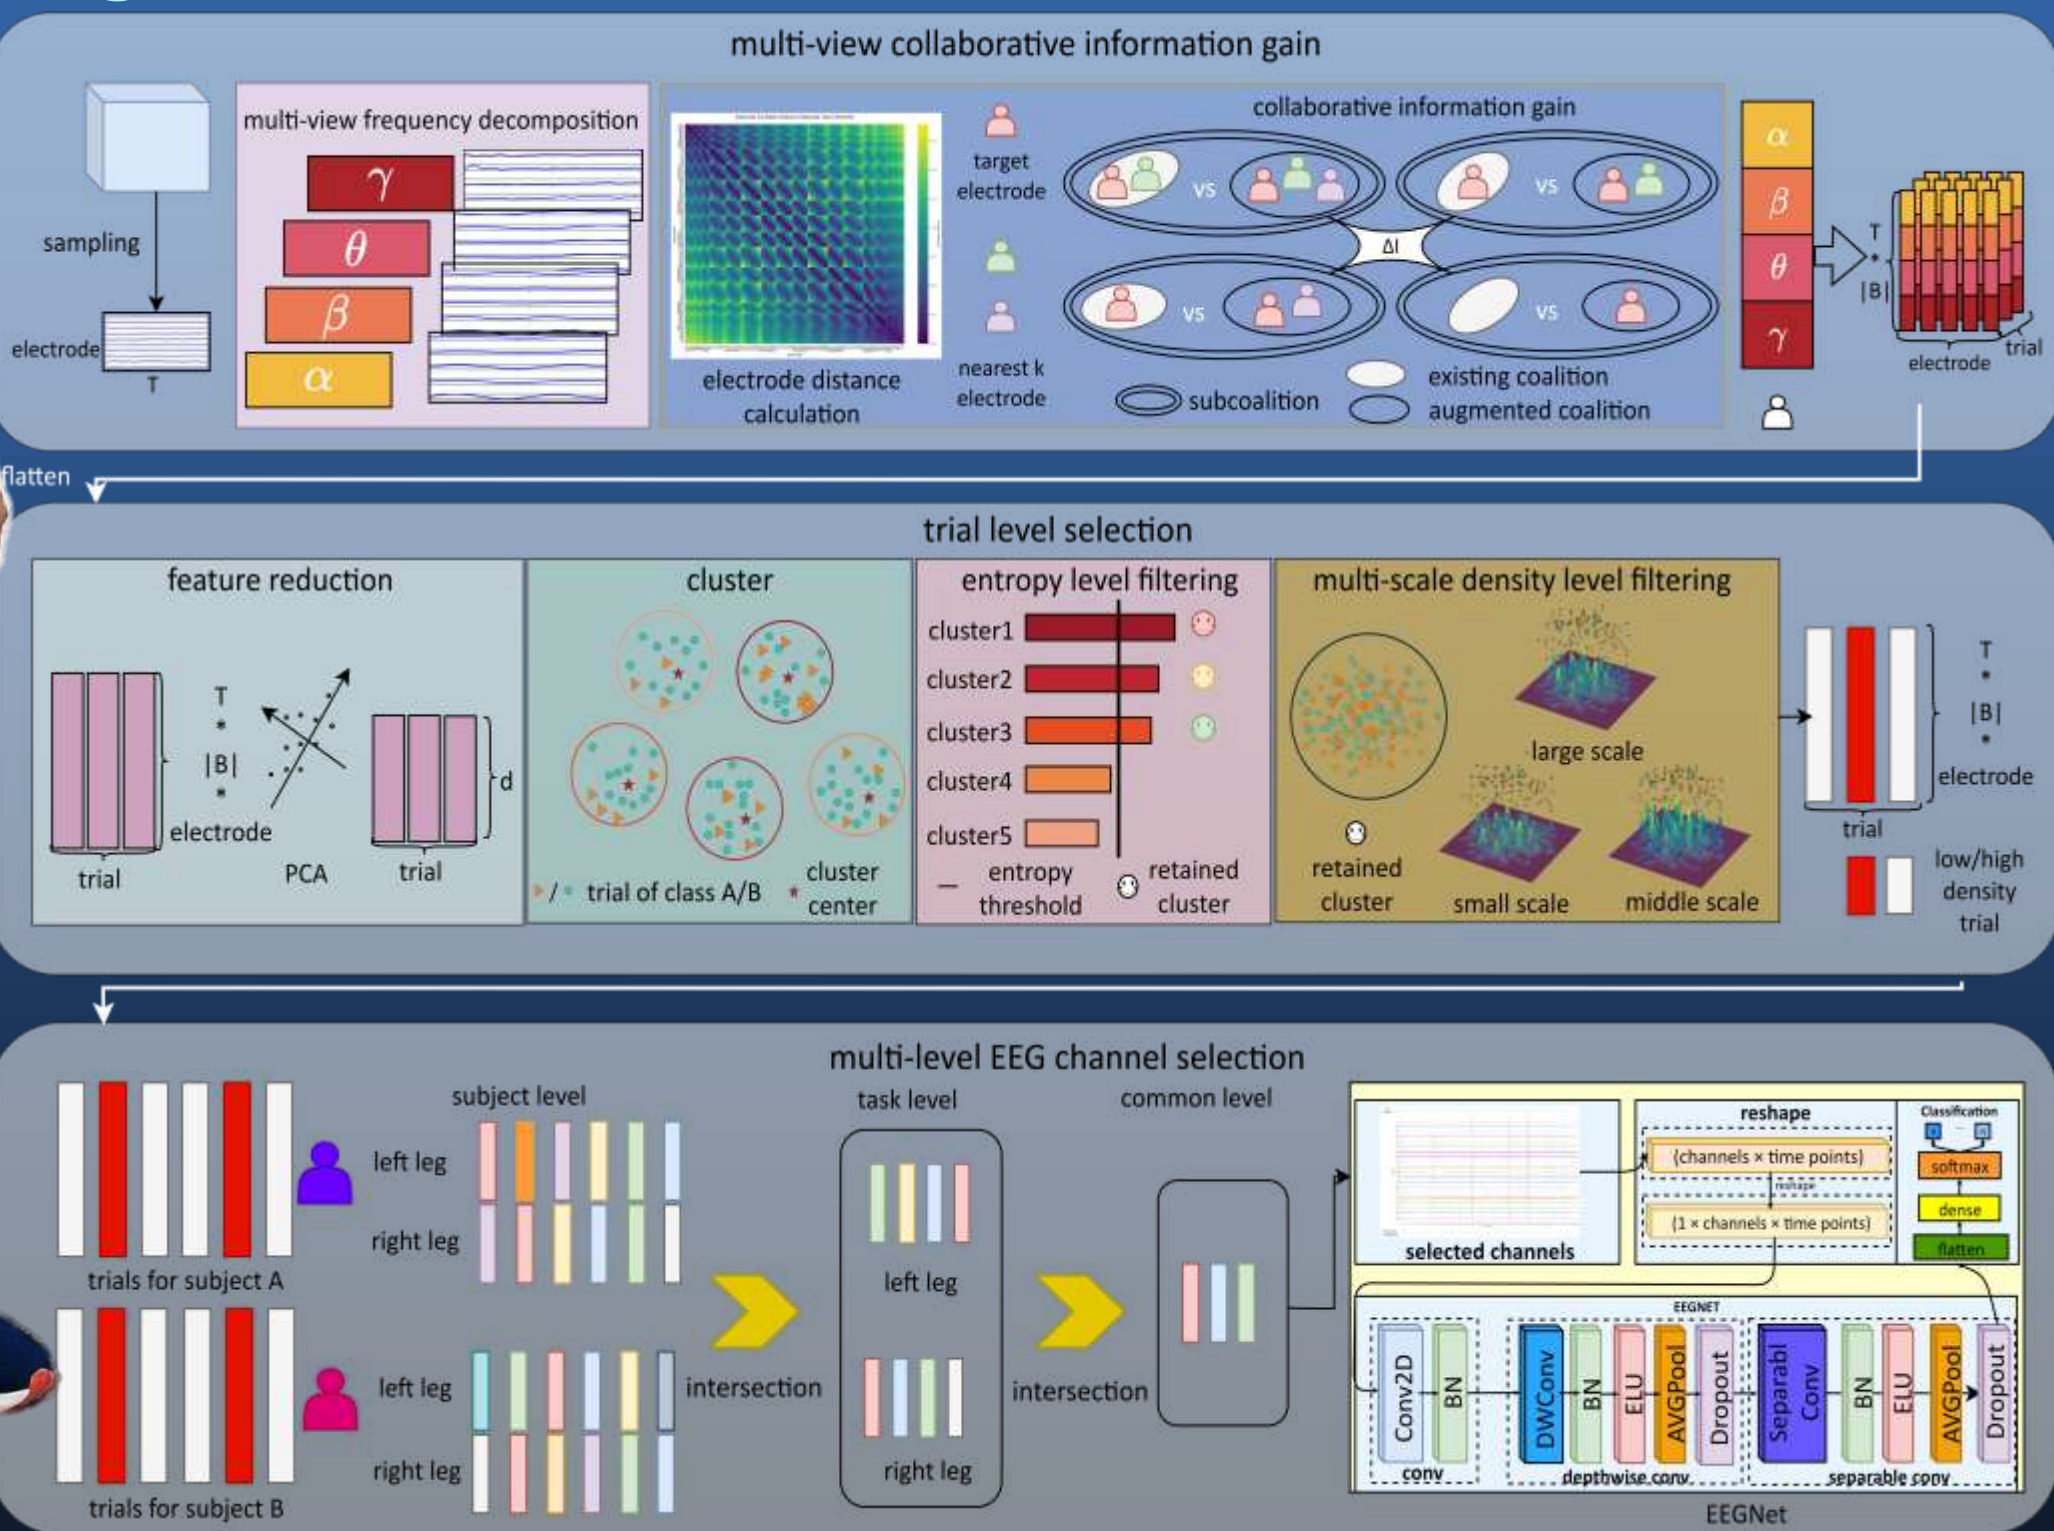 multi-view collaborative information gain
sampling
electrode
T
multi-view frequency decomposition
γ
θ
β
α
electrode distance
calculation
target
electrode
nearest k
electrode
collaborative information gain
vs
vs
ΔI
vs
vs
subcoalition
existing coalition
augmented coalition
α
β
θ
γ
T
*
|B|
electrode
trial
flatten
trial level selection
feature reduction
T
*
|B|
*
electrode
trial
PCA
d
trial
cluster
/
trial of class A/B
cluster
center
entropy level filtering
cluster1
cluster2
cluster3
cluster4
cluster5
entropy
threshold
retained
cluster
multi-scale density level filtering
large scale
retained
cluster
small scale
middle scale
T
*
|B|
*
electrode
trial
low/high
density
trial
multi-level EEG channel selection
trials for subject A
trials for subject B
subject level
left leg
right leg
left leg
right leg
intersection
task level
left leg
right leg
intersection
common level
selected channels
reshape
(channels × time points)
reshape
(1 × channels × time points)
Classification
softmax
dense
flatten
EEGNET
Conv2D
BN
conv
DWConv
BN
ELU
AVGPool
Dropout
depthwise conv
Separabl
Conv
BN
ELU
AVGPool
Dropout
separable conv
EEGNet